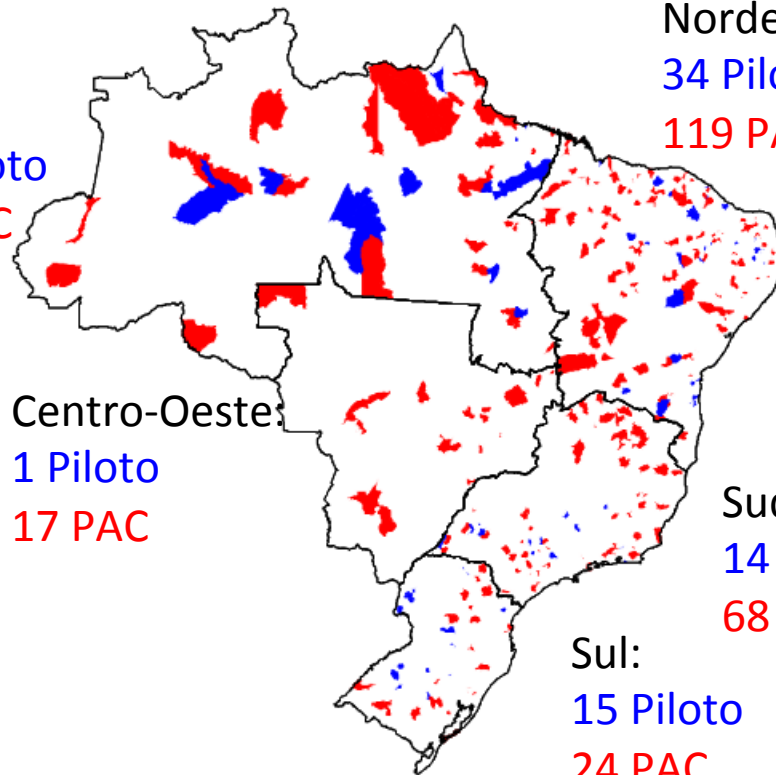 Norde
34 Pilo
119 PA
oto
C
Centro-Oeste:
1 Piloto
17 PAC
Sud
14
68
Sul:
15 Piloto
24 PAC